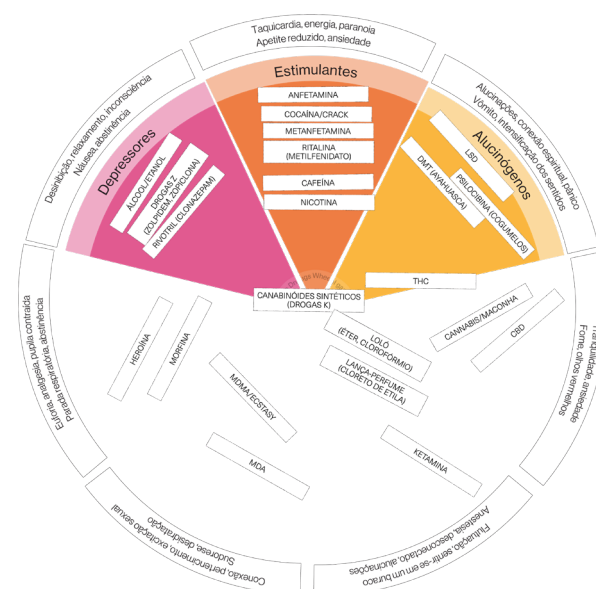 Taquicardia, energia, paranoia
Apetite reduzido, ansiedade
Estimulantes
ANFETAMINA
COCAÍNA/CRACK
METANFETAMINA
RITALINA
(METILFENIDATO)
CAFEÍNA
NICOTINA
Desinibição, relaxamento, inconsciência
Náusea, abstinência
Depressores
ÁLCOOL/ETANOL
DROGAS Z
(ZOLPIDEM, ZOPICLONA)
RIVOTRIL (CLONAZEPAM)
Alucinações, conexão espiritual, pânico
Vômito, intensificação dos sentidos
Alucinógenos
LSD
PSILOCIBINA (COGUMELOS)
DMT (AYAHUASCA)
THC
CANABINÓIDES SINTÉTICOS
(DROGAS K)
CANNABIS/MACONHA
CBD
LOLÓ
(ÉTER, CLOROFÓRMIO)
LANÇA-PERFUME
(CLORETO DE ETILA)
KETAMINA
HEROÍNA
MORFINA
MDMA/ECSTASY
MDA
Euforia, analgesia, pupila contraída
Parada respiratória, abstinência
Conexão, pertencimento, excitação sexual
Sudorese, desidratação
Flutuação, sentir-se em um buraco
Anestesia, desconectado, alucinações
ansiedade
Fome, olhos vermelhos